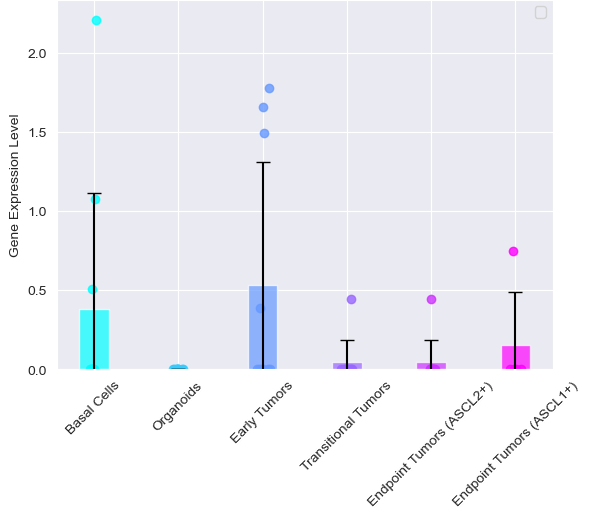 Gene Expression Level
2.0
1.5
1.0
0.5
0.0
Basal Cells
Organoids
Early Tumors
Transitional Tumors
Endpoint Tumors (ASCL2+)
Endpoint Tumors (ASCL1+)